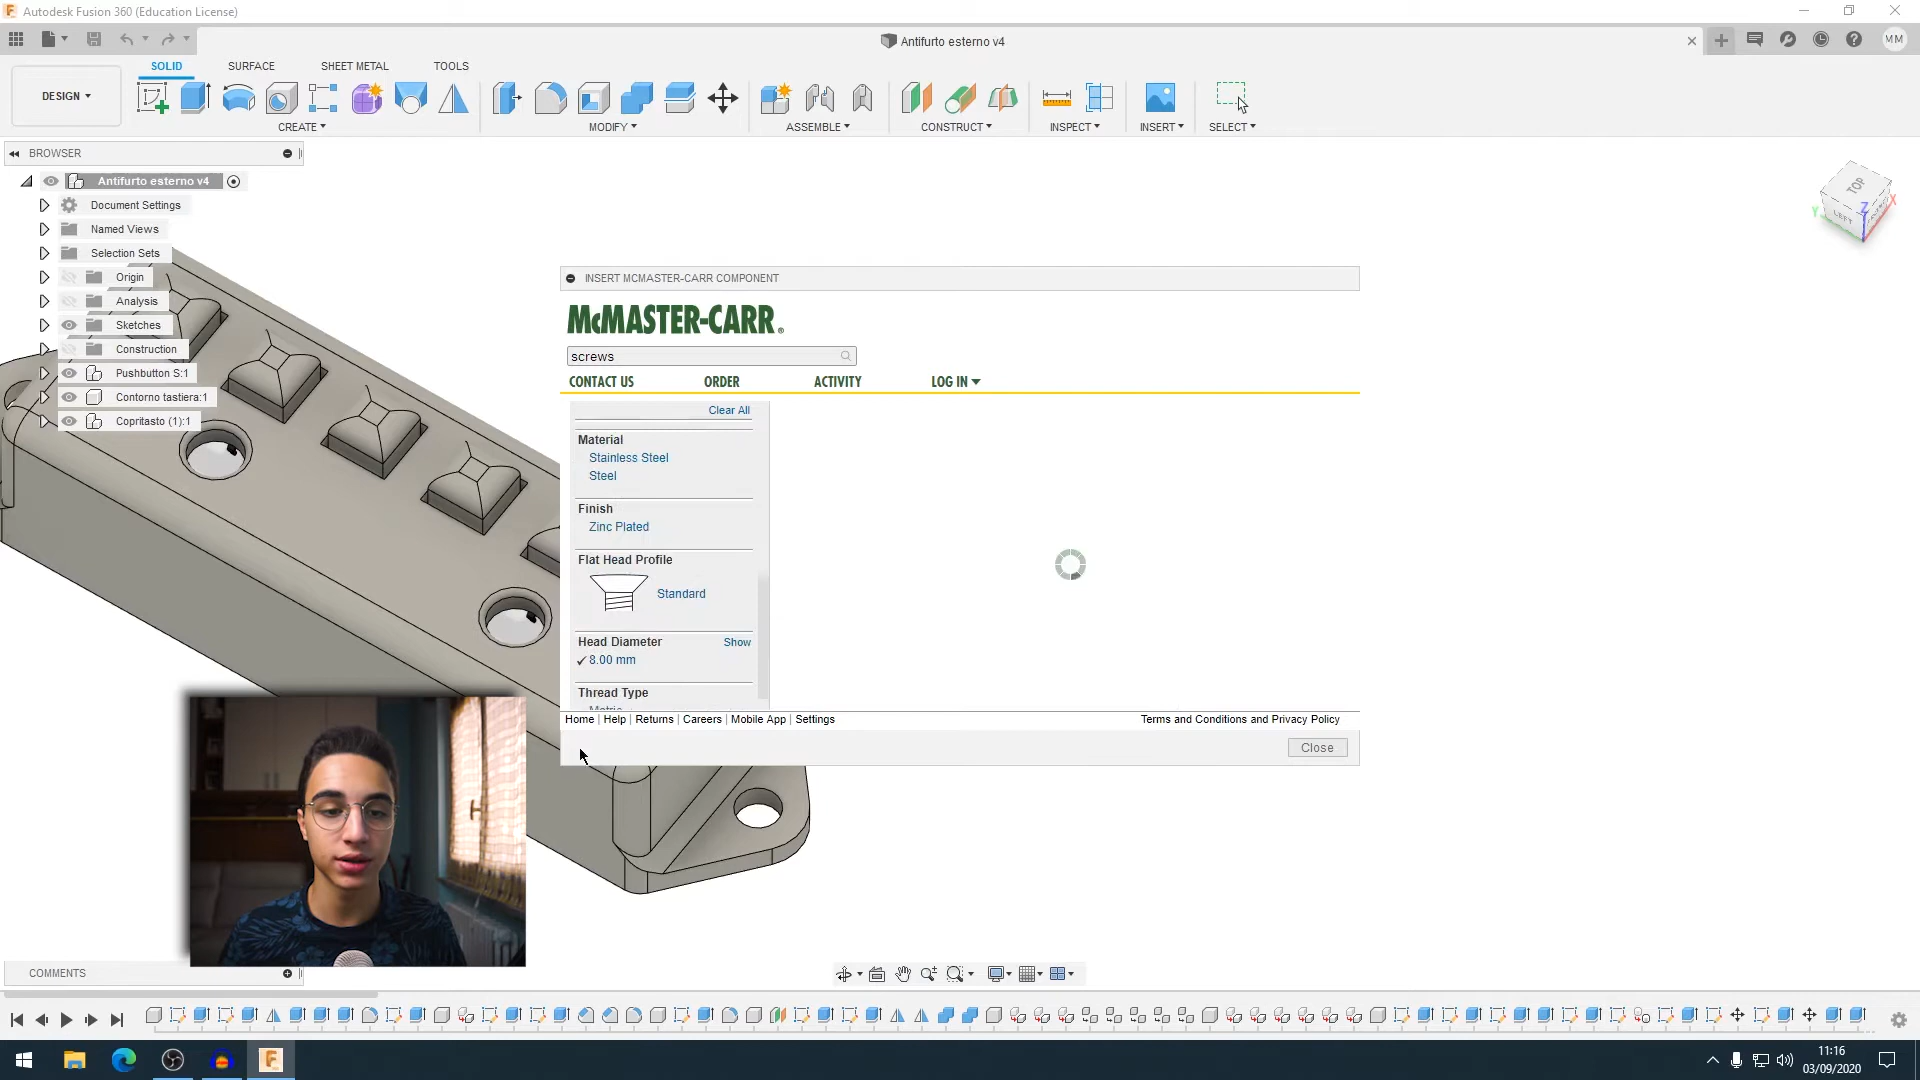 Autodesk Fusion 360 (Education License)
Antifurto esterno v4
MM
DESIGN
SOLID
SURFACE
SHEET METAL
TOOLS
CREATE
MODIFY
ASSEMBLE
CONSTRUCT
INSPECT
INSERT
SELECT
BROWSER
Antifurto esterno v4
Document Settings
Named Views
Selection Sets
Origin
Analysis
Sketches
Construction
Pushbutton S:1
Contorno tastiera:1
Copritasto (1):1
TOP
LEFT
X
Y
Z
INSERT MCMASTER-CARR COMPONENT
McMASTER-CARR®
screws
CONTACT US
ORDER
ACTIVITY
LOG IN
Clear All
Material
Stainless Steel
Steel
Finish
Zinc Plated
Flat Head Profile
Standard
Head Diameter
Show
8.00 mm
Thread Type
Metric
Home | Help | Returns | Careers | Mobile App | Settings
Terms and Conditions and Privacy Policy
Close
COMMENTS
11:16
03/09/2020